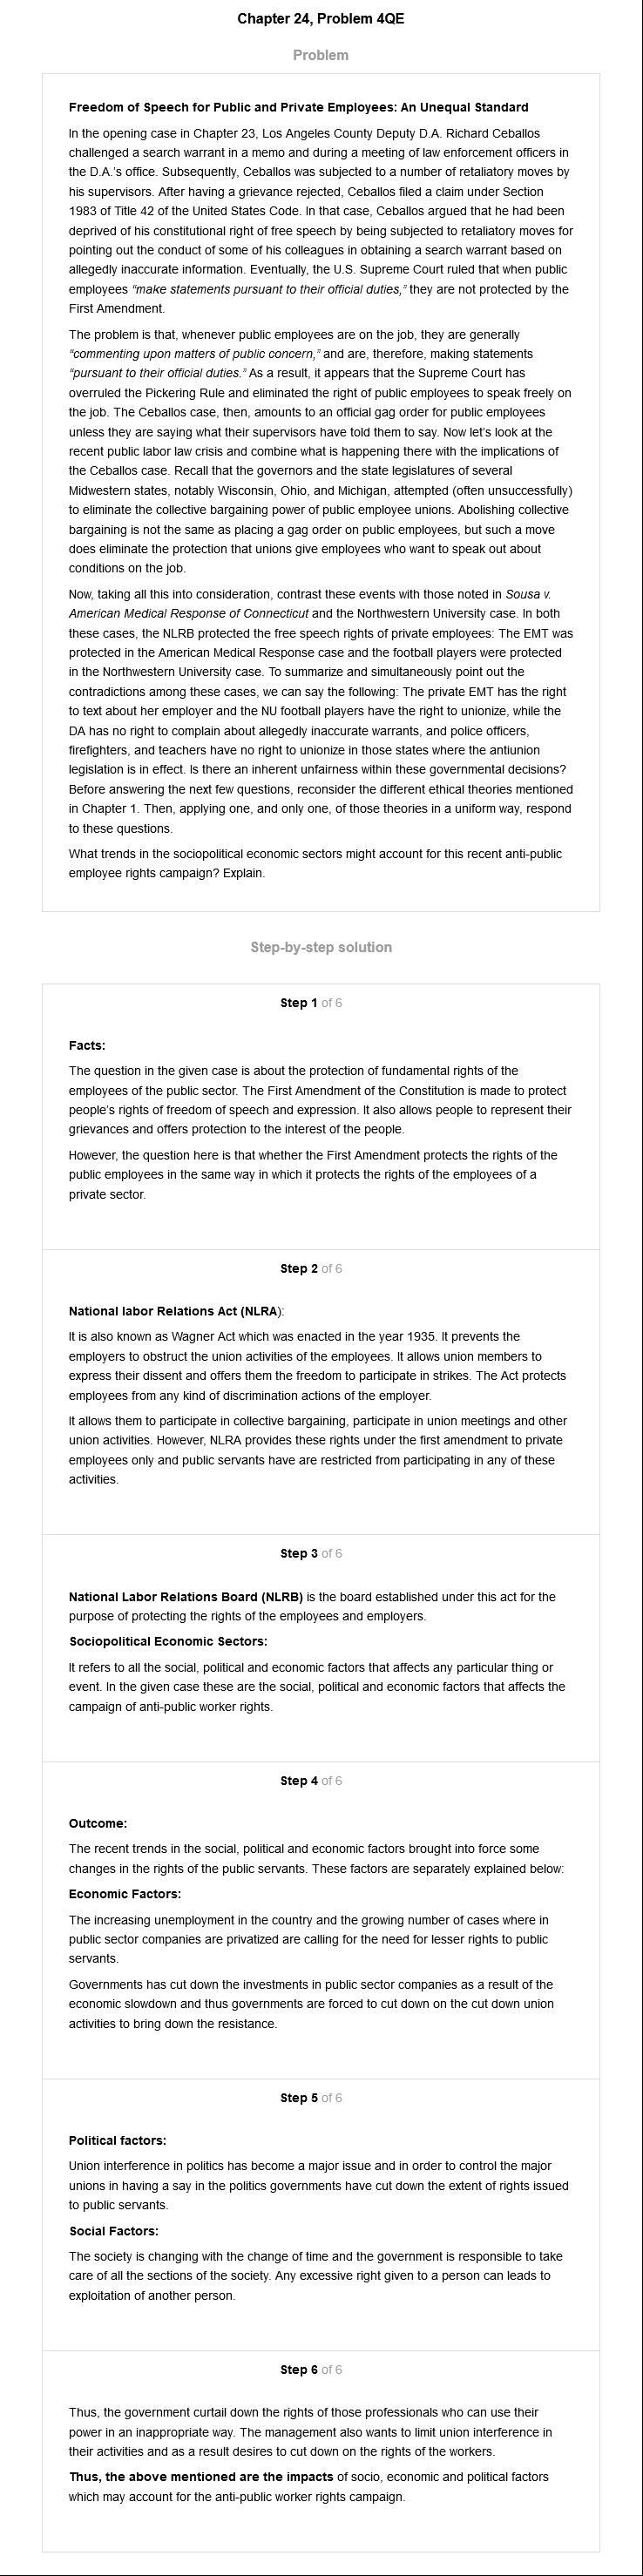 Chapter 24, Problem 4QE
Problem
Freedom of Speech for Public and Private Employees: An Unequal Standard
In the opening case in Chapter 23, Los Angeles County Deputy D.A. Richard Ceballos
challenged a search warrant in a memo and during a meeting of law enforcement officers in
the D.A.'s office. Subsequently, Ceballos was subjected to a number of retaliatory moves by
his supervisors. After having a grievance rejected, Ceballos filed a claim under Section
1983 of Title 42 of the United States Code. In that case, Ceballos argued that he had been
deprived of his constitutional right of free speech by being subjected to retaliatory moves for
pointing out the conduct of some of his colleagues in obtaining a search warrant based on
allegedly inaccurate information. Eventually, the U.S. Supreme Court ruled that when public
employees “make statements pursuant to their official duties,” they are not protected by the
First Amendment.
The problem is that, whenever public employees are on the job, they are generally
“commenting upon matters of public concern,” and are, therefore, making statements
“pursuant to their official duties.” As a result, it appears that the Supreme Court has
overruled the Pickering Rule and eliminated the right of public employees to speak freely on
the job. The Ceballos case, then, amounts to an official gag order for public employees
unless they are saying what their supervisors have told them to say. Now let's look at the
recent public labor law crisis and combine what is happening there with the implications of
the Ceballos case. Recall that the governors and the state legislatures of several
Midwestern states, notably Wisconsin, Ohio, and Michigan, attempted (often unsuccessfully)
to eliminate the collective bargaining power of public employee unions. Abolishing collective
bargaining is not the same as placing a gag order on public employees, but such a move
does eliminate the protection that unions give employees who want to speak out about
conditions on the job.
Now, taking all this into consideration, contrast these events with those noted in Sousa v.
American Medical Response of Connecticut and the Northwestern University case. In both
these cases, the NLRB protected the free speech rights of private employees: The EMT was
protected in the American Medical Response case and the football players were protected
in the Northwestern University case. To summarize and simultaneously point out the
contradictions among these cases, we can say the following: The private EMT has the right
to text about her employer and the NU football players have the right to unionize, while the
DA has no right to complain about allegedly inaccurate warrants, and police officers,
firefighters, and teachers have no right to unionize in those states where the antiunion
legislation is in effect. Is there an inherent unfairness within these governmental decisions?
Before answering the next few questions, reconsider the different ethical theories mentioned
in Chapter 1. Then, applying one, and only one, of those theories in a uniform way, respond
to these questions.
What trends in the sociopolitical economic sectors might account for this recent anti-public
employee rights campaign? Explain.
Step-by-step solution
Step 1 of 6
Facts:
The question in the given case is about the protection of fundamental rights of the
employees of the public sector. The First Amendment of the Constitution is made to protect
people's rights of freedom of speech and expression. It also allows people to represent their
grievances and offers protection to the interest of the people.
However, the question here is that whether the First Amendment protects the rights of the
public employees in the same way in which it protects the rights of the employees of a
private sector.
Step 2 of 6
National labor Relations Act (NLRA):
It is also known as Wagner Act which was enacted in the year 1935. It prevents the
employers to obstruct the union activities of the employees. It allows union members to
express their dissent and offers them the freedom to participate in strikes. The Act protects
employees from any kind of discrimination actions of the employer.
It allows them to participate in collective bargaining, participate in union meetings and other
union activities. However, NLRA provides these rights under the first amendment to private
employees only and public servants have are restricted from participating in any of these
activities.
Step 3 of 6
National Labor Relations Board (NLRB) is the board established under this act for the
purpose of protecting the rights of the employees and employers.
Sociopolitical Economic Sectors:
It refers to all the social, political and economic factors that affects any particular thing or
event. In the given case these are the social, political and economic factors that affects the
campaign of anti-public worker rights.
Step 4 of 6
Outcome:
The recent trends in the social, political and economic factors brought into force some
changes in the rights of the public servants. These factors are separately explained below:
Economic Factors:
The increasing unemployment in the country and the growing number of cases where in
public sector companies are privatized are calling for the need for lesser rights to public
servants.
Governments has cut down the investments in public sector companies as a result of the
economic slowdown and thus governments are forced to cut down on the cut down union
activities to bring down the resistance.
Step 5 of 6
Political factors:
Union interference in politics has become a major issue and in order to control the major
unions in having a say in the politics governments have cut down the extent of rights issued
to public servants.
Social Factors:
The society is changing with the change of time and the government is responsible to take
care of all the sections of the society. Any excessive right given to a person can leads to
exploitation of another person.
Step 6 of 6
Thus, the government curtail down the rights of those professionals who can use their
power in an inappropriate way. The management also wants to limit union interference in
their activities and as a result desires to cut down on the rights of the workers.
Thus, the above mentioned are the impacts of socio, economic and political factors
which may account for the anti-public worker rights campaign.